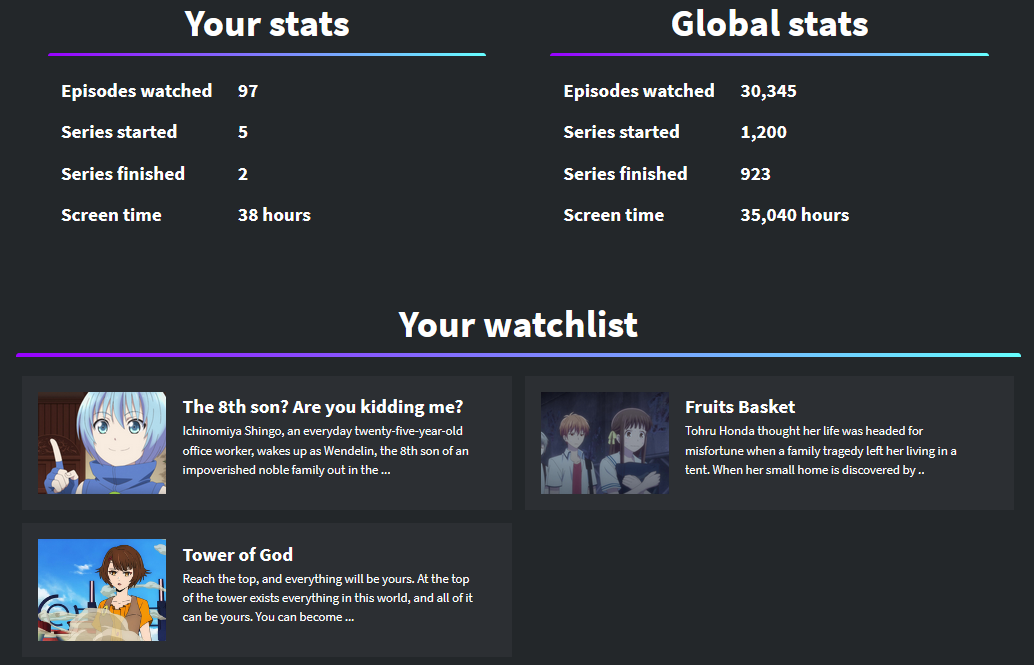 Your stats
Episodes watched 97
Series started 5
Series finished 2
Screen time 38 hours
Global stats
Episodes watched 30,345
Series started 1,200
Series finished 923
Screen time 35,040 hours
Your watchlist
The 8th son? Are you kidding me?
Ichinomiya Shingo, an everyday twenty-five-year-old
office worker, wakes up as Wendelin, the 8th son of an
impoverished noble family out in the ...
Fruits Basket
Tohru Honda thought her life was headed for
misfortune when a family tragedy left her living in a
tent. When her small home is discovered by ..
Tower of God
Reach the top, and everything will be yours. At the top
of the tower exists everything in this world, and all of it
can be yours. You can become ...